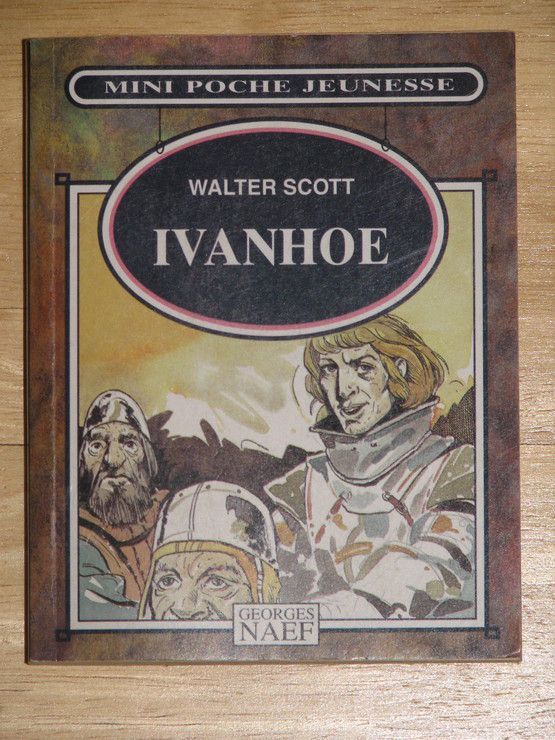 MINI POCHE JEUNESSE
WALTER SCOTT
IVANHOE
GEORGES
NAEF